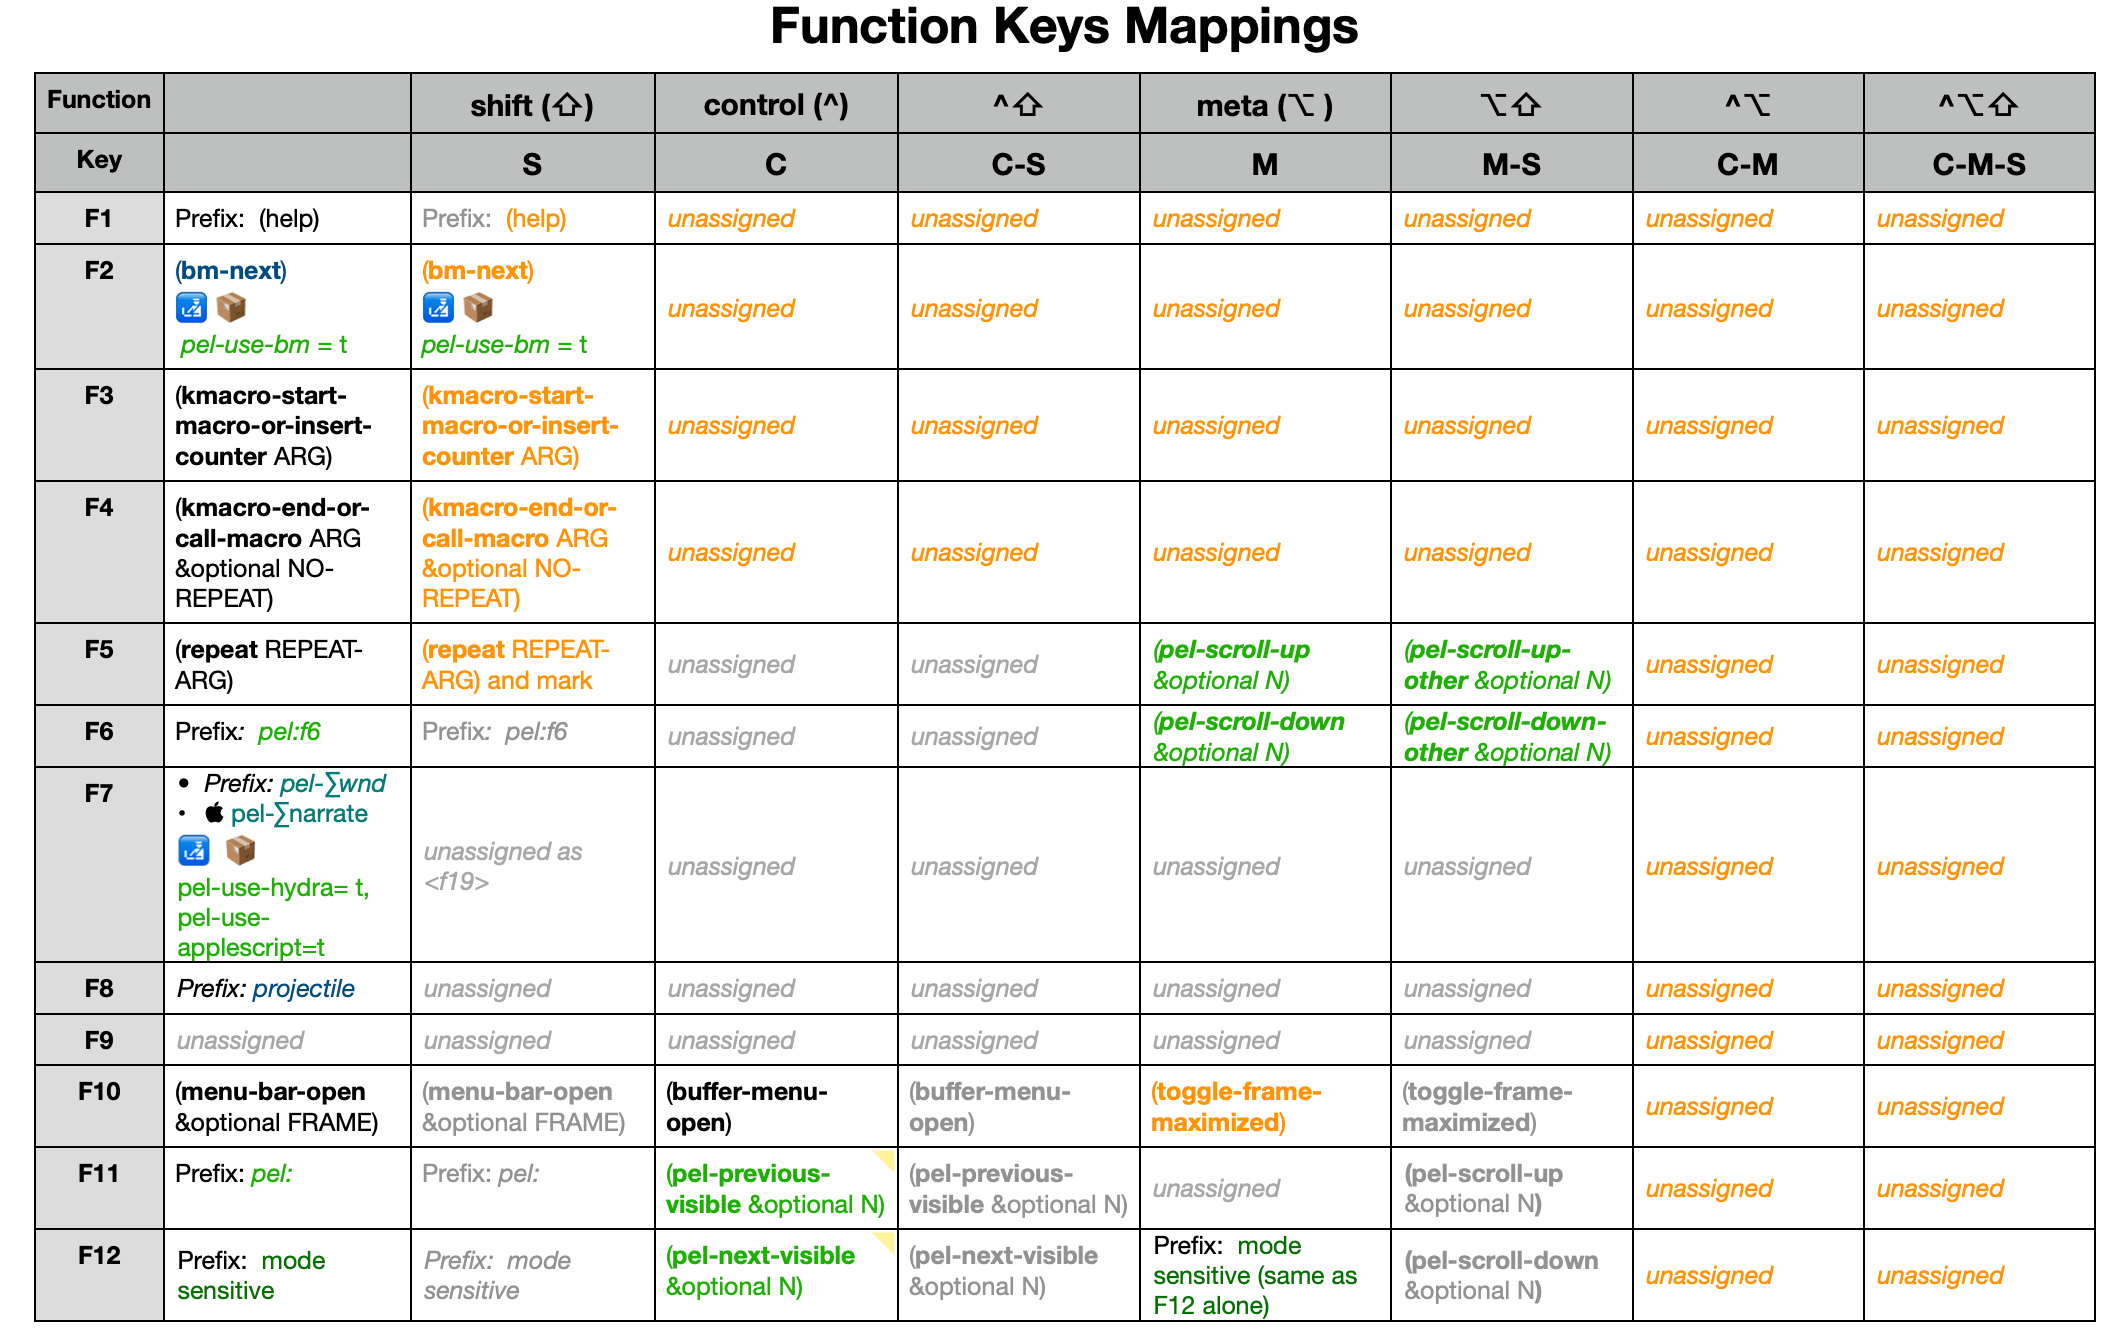 Function Keys Mappings
Function shift (⇧) control (^) ^⇧ meta (⌥ ) ⌥⇧ ^⌥ ^⌥⇧
Key S C C-S M M-S C-M C-M-S
F1 Prefix: (help) Prefix: (help) unassigned unassigned unassigned unassigned unassigned unassigned
F2 (bm-next) (bm-next)
🛃 📦 🛃 📦 unassigned unassigned unassigned unassigned unassigned unassigned
pel-use-bm = t pel-use-bm = t
F3 (kmacro-start- (kmacro-start-
macro-or-insert- macro-or-insert- unassigned unassigned unassigned unassigned unassigned unassigned
counter ARG) counter ARG)
F4 (kmacro-end-or- (kmacro-end-or-
call-macro ARG call-macro ARG unassigned unassigned unassigned unassigned unassigned unassigned
&optional NO- &optional NO-
REPEAT) REPEAT)
F5 (repeat REPEAT- (repeat REPEAT- unassigned unassigned (pel-scroll-up (pel-scroll-up- unassigned unassigned
ARG) ARG) and mark &optional N) other &optional N)
F6 Prefix: pel:f6 Prefix: pel:f6 unassigned unassigned (pel-scroll-down (pel-scroll-down- unassigned unassigned
&optional N) other &optional N)
F7 • Prefix: pel-∑wnd
• pel-∑narrate
🛃 📦 unassigned as unassigned unassigned unassigned unassigned unassigned unassigned
pel-use-hydra= t, <f19>
pel-use-
applescript=t
F8 Prefix: projectile unassigned unassigned unassigned unassigned unassigned unassigned unassigned
F9 unassigned unassigned unassigned unassigned unassigned unassigned unassigned unassigned
F10 (menu-bar-open (menu-bar-open (buffer-menu- (buffer-menu- (toggle-frame- (toggle-frame- unassigned unassigned
&optional FRAME) &optional FRAME) open) open) maximized) maximized)
F11 Prefix: pel: Prefix: pel: (pel-previous- (pel-previous- unassigned (pel-scroll-up unassigned unassigned
visible &optional N) visible &optional N) &optional N)
F12 Prefix: mode Prefix: mode (pel-next-visible (pel-next-visible Prefix: mode (pel-scroll-down unassigned unassigned
sensitive sensitive &optional N) &optional N) sensitive (same as &optional N)
F12 alone)